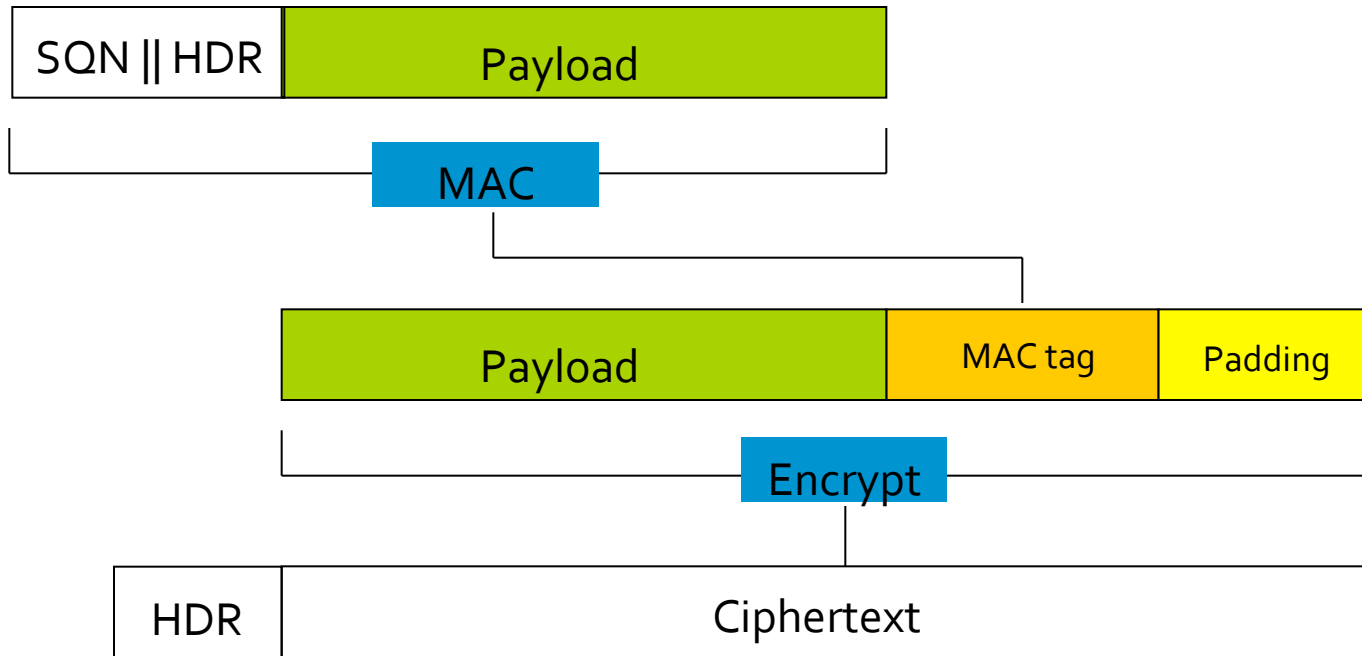 SQN || HDR
Payload
MAC
Payload
MAC tag
Padding
Encrypt
HDR
Ciphertext